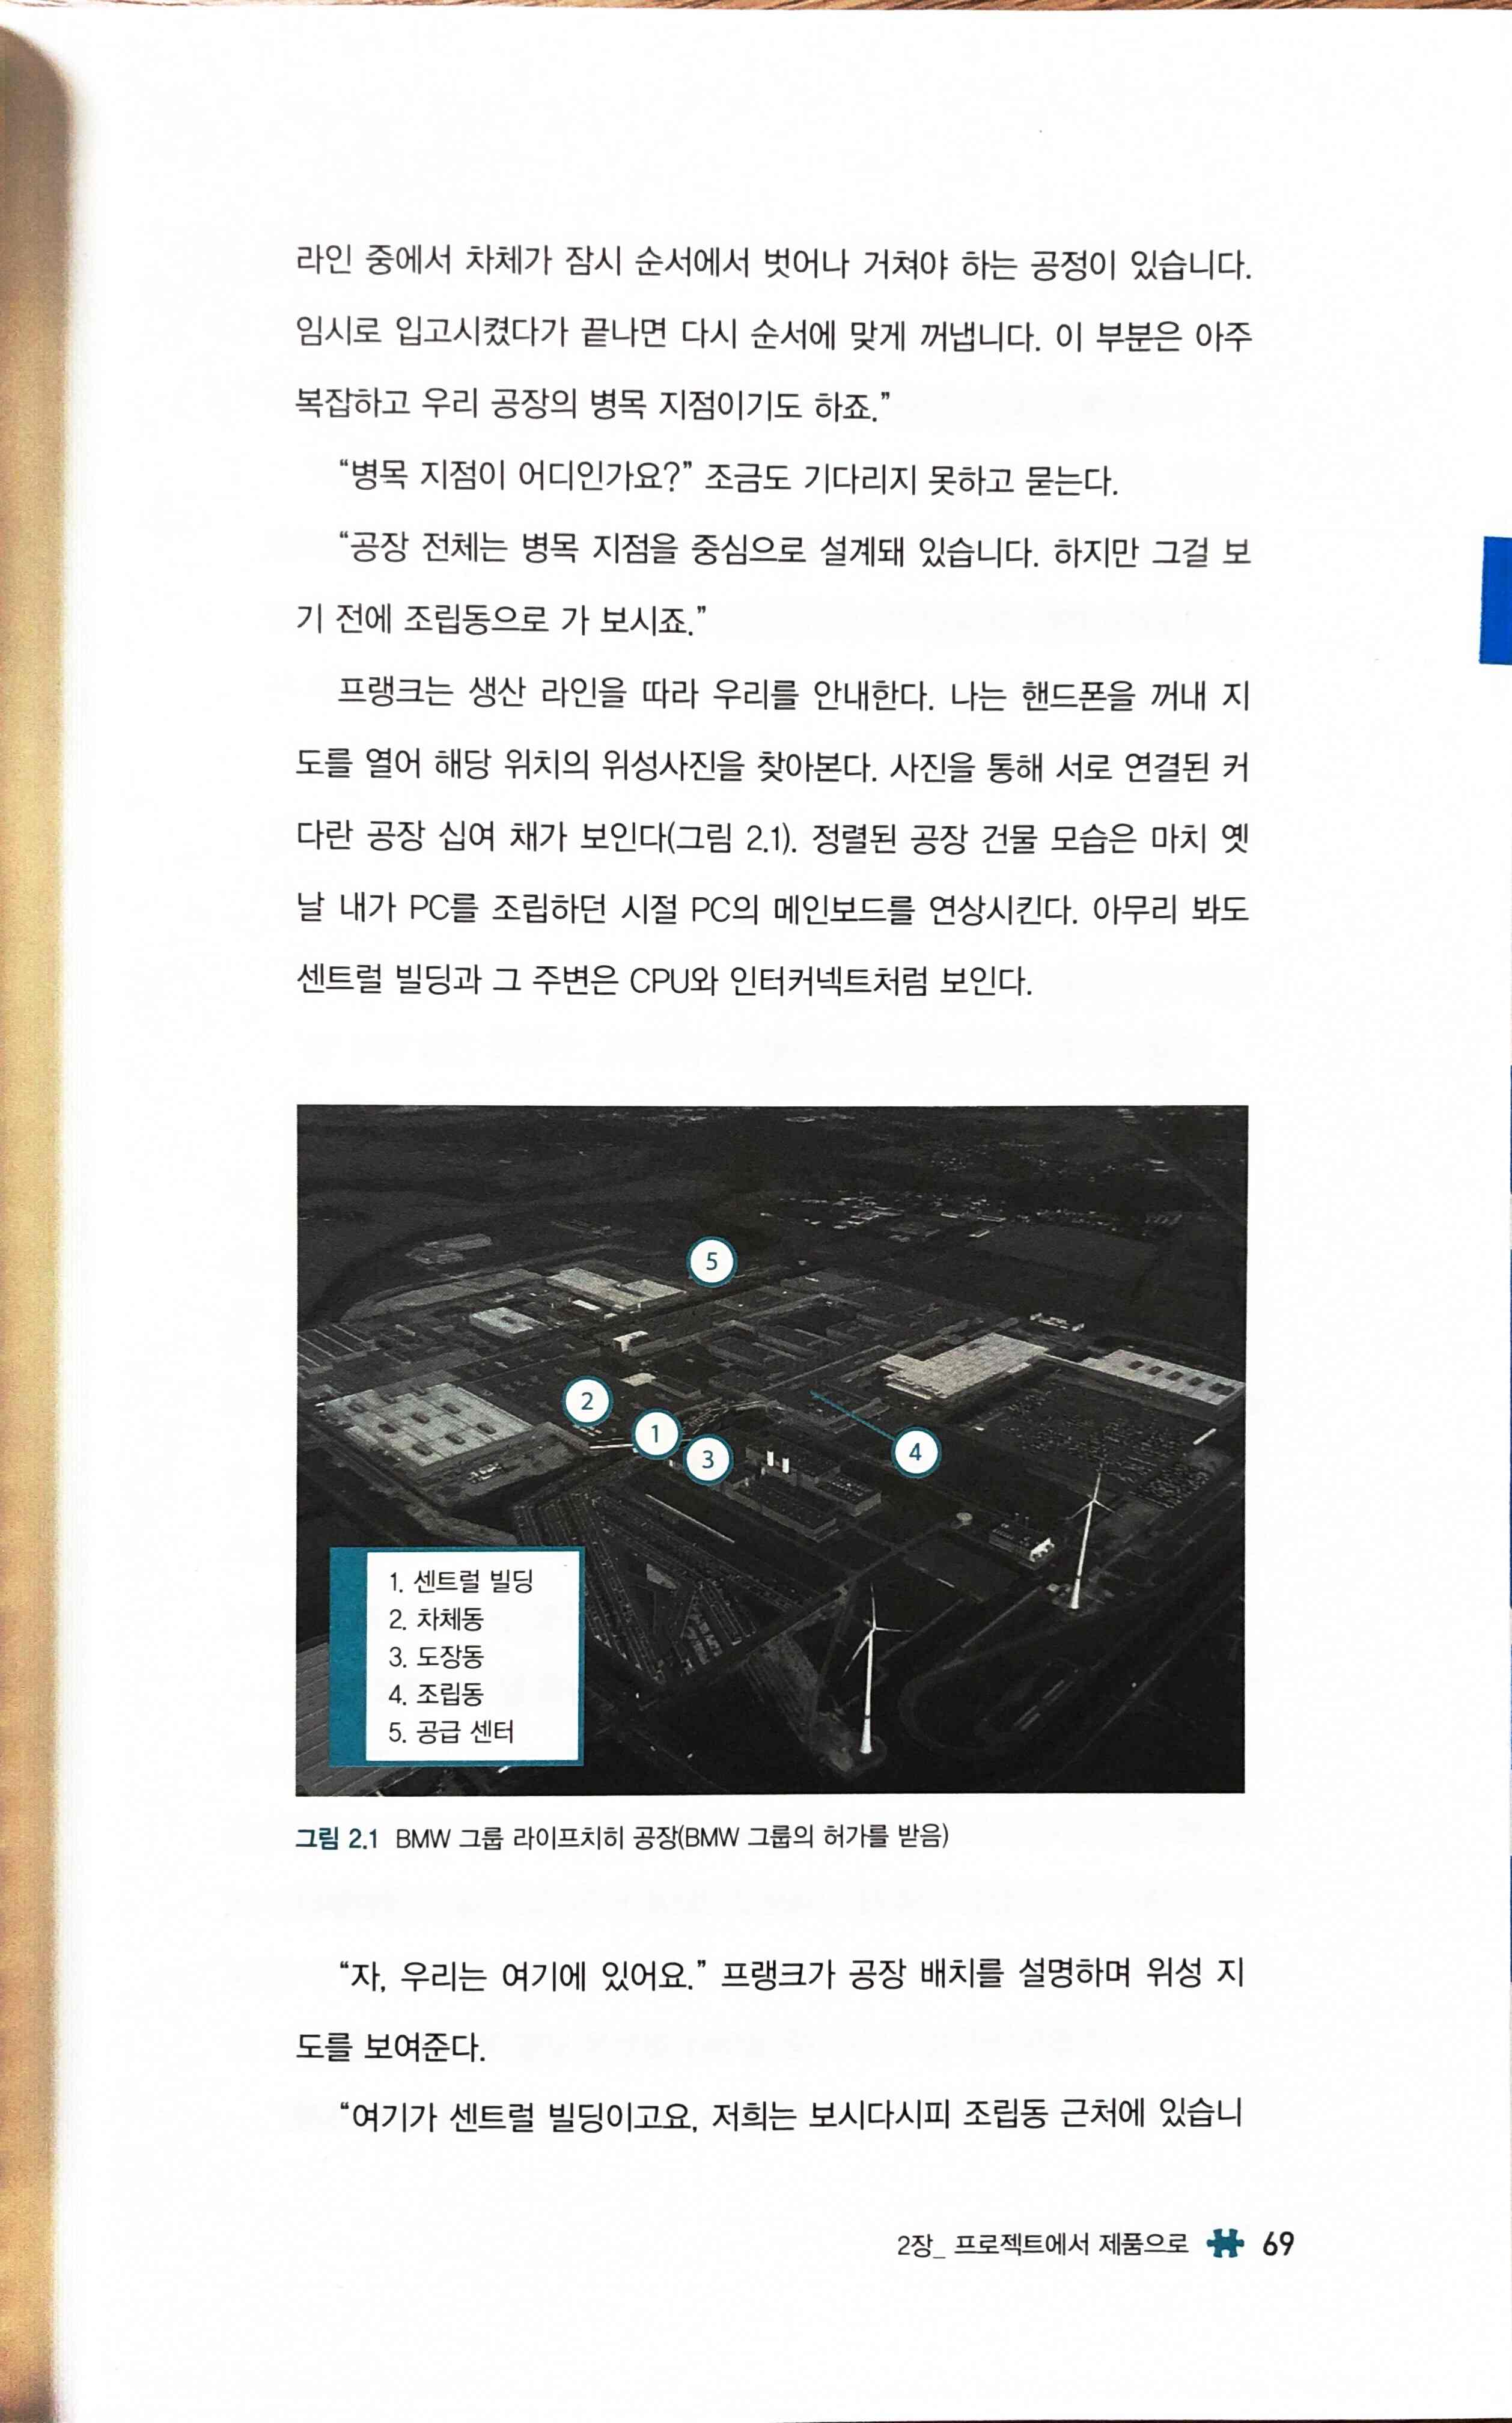 라인 중에서 차체가 잠시 순서에서 벗어나 거쳐야 하는 공정이 있습니다.
임시로 입고시켰다가 끝나면 다시 순서에 맞게 꺼냅니다. 이 부분은 아주
복잡하고 우리 공장의 병목 지점이기도 하죠.”
“병목 지점이 어디인가요?” 조금도 기다리지 못하고 묻는다.
“공장 전체는 병목 지점을 중심으로 설계돼 있습니다. 하지만 그걸 보
기 전에 조립동으로 가 보시죠.”
프랭크는 생산 라인을 따라 우리를 안내한다. 나는 핸드폰을 꺼내 지
도를 열어 해당 위치의 위성사진을 찾아본다. 사진을 통해 서로 연결된 커
다란 공장 십여 채가 보인다(그림 2.1). 정렬된 공장 건물 모습은 마치 옛
날 내가 PC를 조립하던 시절 PC의 메인보드를 연상시킨다. 아무리 봐도
센트럴 빌딩과 그 주변은 CPU와 인터커넥트처럼 보인다.
5
2
1
3
4
1. 센트럴 빌딩
2. 차체동
3. 도장동
4. 조립동
5. 공급 센터
그림 2.1 BMW 그룹 라이프치히 공장(BMW 그룹의 허가를 받음)
“자, 우리는 여기에 있어요.” 프랭크가 공장 배치를 설명하며 위성 지
도를 보여준다.
“여기가 센트럴 빌딩이고요, 저희는 보시다시피 조립동 근처에 있습니
2장_ 프로젝트에서 제품으로 69